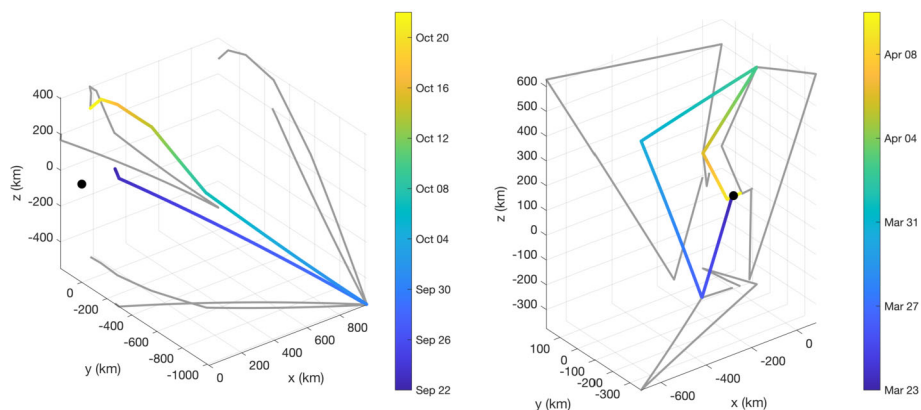 400
200
0
-200
-400
z (km)
0
-200
-400
-600
-800
-1000
y (km)
0
200
400
600
800
x (km)
Oct 20
Oct 16
Oct 12
Oct 08
Oct 04
Sep 30
Sep 26
Sep 22
600
500
400
300
200
100
0
-100
-200
-300
z (km)
100
0
-100
-200
-300
y (km)
-600
-400
-200
0
x (km)
Apr 08
Apr 04
Mar 31
Mar 27
Mar 23